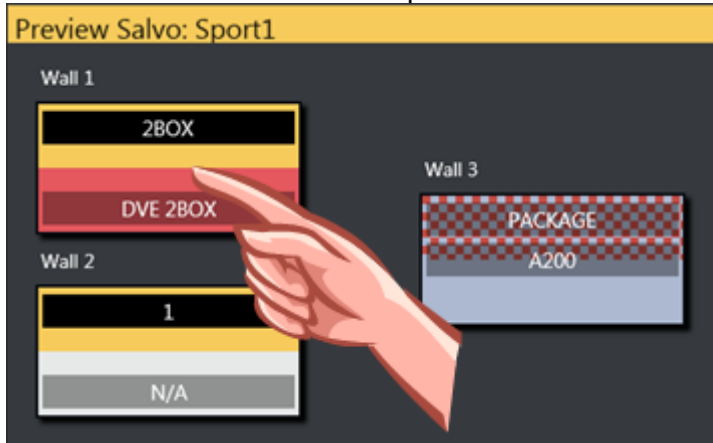 Preview Salvo: Sport1
Wall 1
2BOX
DVE 2BOX
Wall 2
1
N/A
Wall 3
PACKAGE
A200